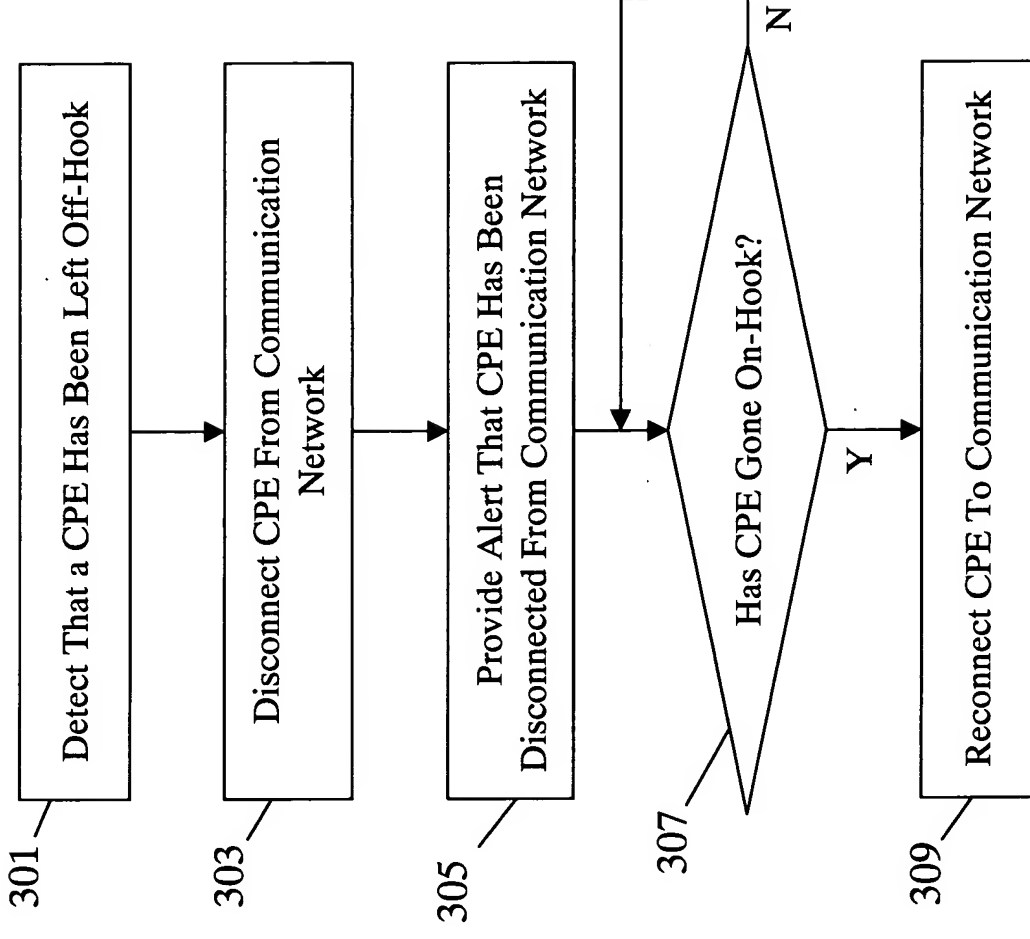 301
Detect That a CPE Has Been Left Off-Hook
303
Disconnect CPE From Communication
Network
305
Provide Alert That CPE Has Been
Disconnected From Communication Network
307
Has CPE Gone On-Hook?
N
Y
309
Reconnect CPE To Communication Network